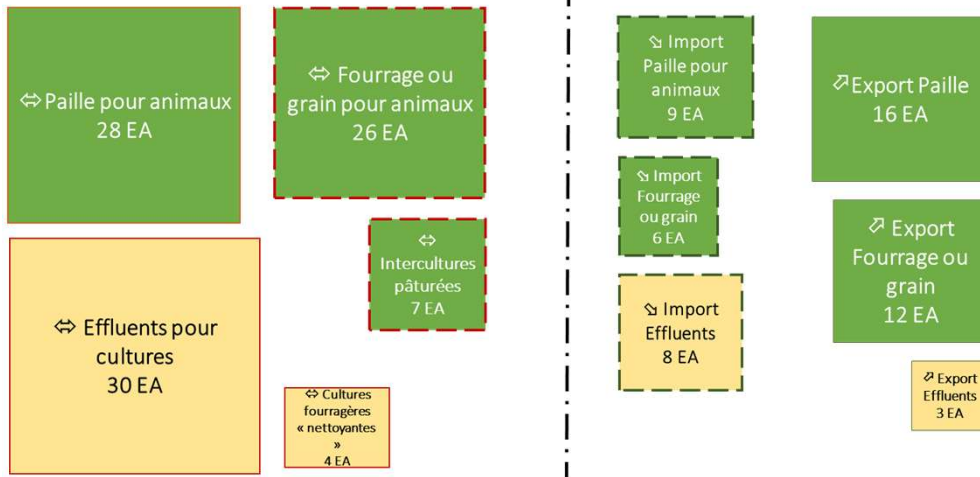 ⇔ Paille pour animaux
28 EA
⇔ Fourrage ou
grain pour animaux
26 EA
⇔
Intercultures
pâturées
7 EA
⇔ Effluents pour
cultures
30 EA
⇔ Cultures
fourragères
« nettoyantes
»
4 EA
⬂ Import
Paille pour
animaux
9 EA
⬂ Import
Fourrage
ou grain
6 EA
⬂ Import
Effluents
8 EA
⬀ Export Paille
16 EA
⬀ Export
Fourrage ou
grain
12 EA
⬀ Export
Effluents
3 EA